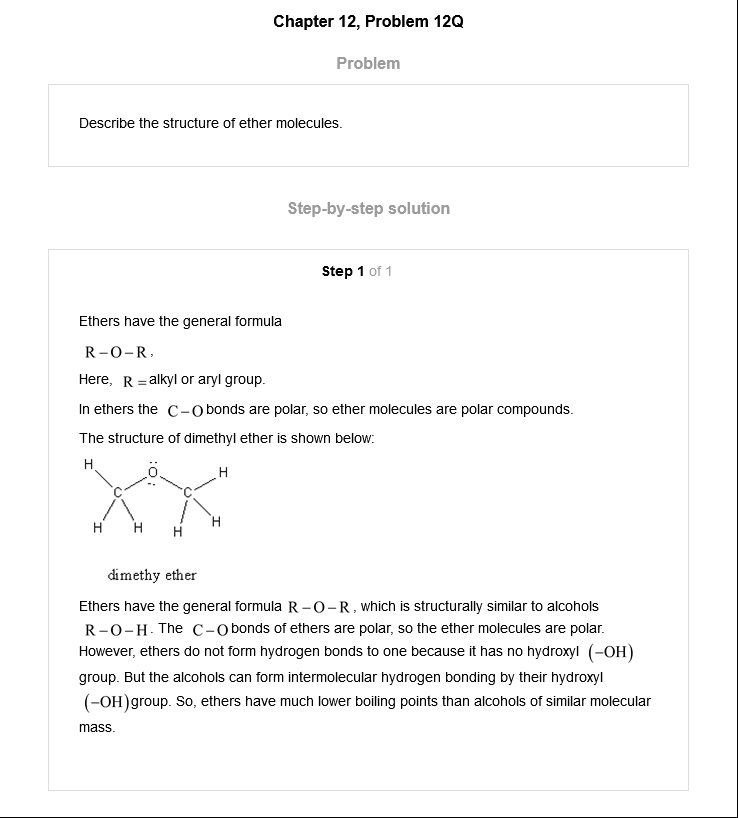 Chapter 12, Problem 12Q
Problem
Describe the structure of ether molecules.
Step-by-step solution
Step 1 of 1
Ethers have the general formula
R–O–R,
Here, R = alkyl or aryl group.
In ethers the C–O bonds are polar, so ether molecules are polar compounds.
The structure of dimethyl ether is shown below:
H
O
H
C
C
H
H
H
H
dimethy ether
Ethers have the general formula R–O–R, which is structurally similar to alcohols
R–O–H. The C–O bonds of ethers are polar, so the ether molecules are polar.
However, ethers do not form hydrogen bonds to one because it has no hydroxyl (–OH)
group. But the alcohols can form intermolecular hydrogen bonding by their hydroxyl
(–OH) group. So, ethers have much lower boiling points than alcohols of similar molecular
mass.